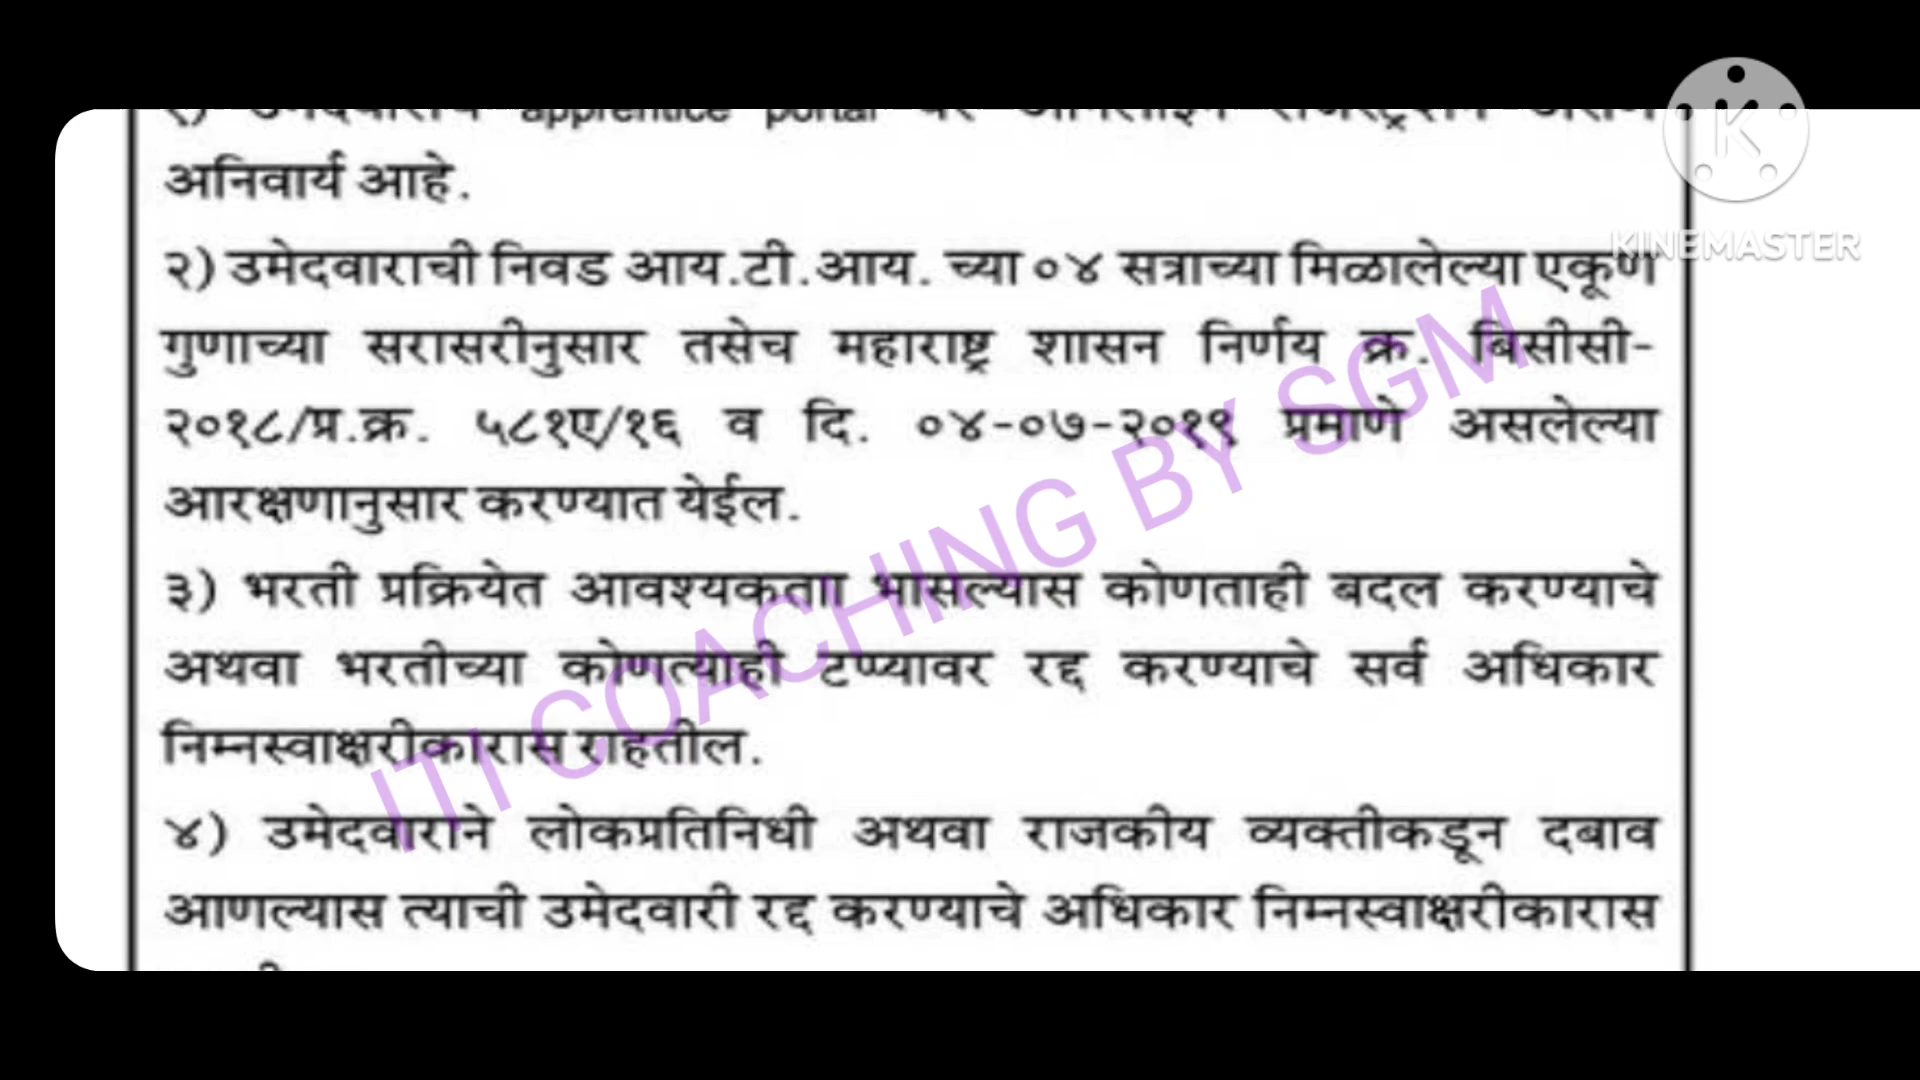 apprentice portal
अनिवार्य आहे.
२) उमेदवाराची निवड आय.टी.आय. च्या ०४ सत्राच्या मिळालेल्या एकूण
गुणाच्या सरासरीनुसार तसेच महाराष्ट्र शासन निर्णय क्र. बिसीसी-
२०१८/प्र.क्र. ५८१ए/१६ व दि. ०४-०७-२०१९ प्रमाणे असलेल्या
आरक्षणानुसार करण्यात येईल.
३) भरती प्रक्रियेत आवश्यकता भासल्यास कोणताही बदल करण्याचे
अथवा भरतीच्या कोणत्याही टप्प्यावर रद्द करण्याचे सर्व अधिकार
निम्नस्वाक्षरीकारास राहतील.
४) उमेदवाराने लोकप्रतिनिधी अथवा राजकीय व्यक्तीकडून दबाव
आणल्यास त्याची उमेदवारी रद्द करण्याचे अधिकार निम्नस्वाक्षरीकारास
ITI COACHING BY SGM
K
KINEMASTER